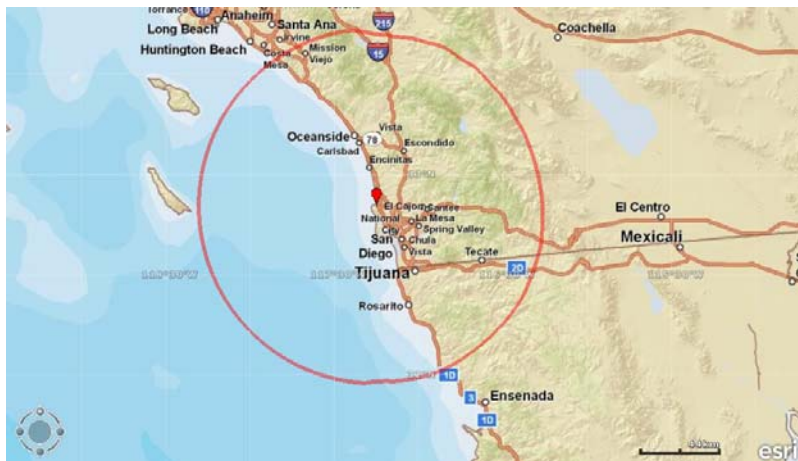 Torrance
110
Anaheim
Long Beach
Santa Ana
Irvine
Huntington Beach
Costa
Mesa
Mission
Viejo
215
15
Coachella
Oceanside
78
Vista
Carlsbad
Escondido
Encinitas
El Cajon
Santee
National
City
La Mesa
Spring Valley
San
Diego
Chula
Vista
El Centro
Mexicali
Tijuana
Tecate
2D
Rosarito
1D
3
Ensenada
1D
44km
esri